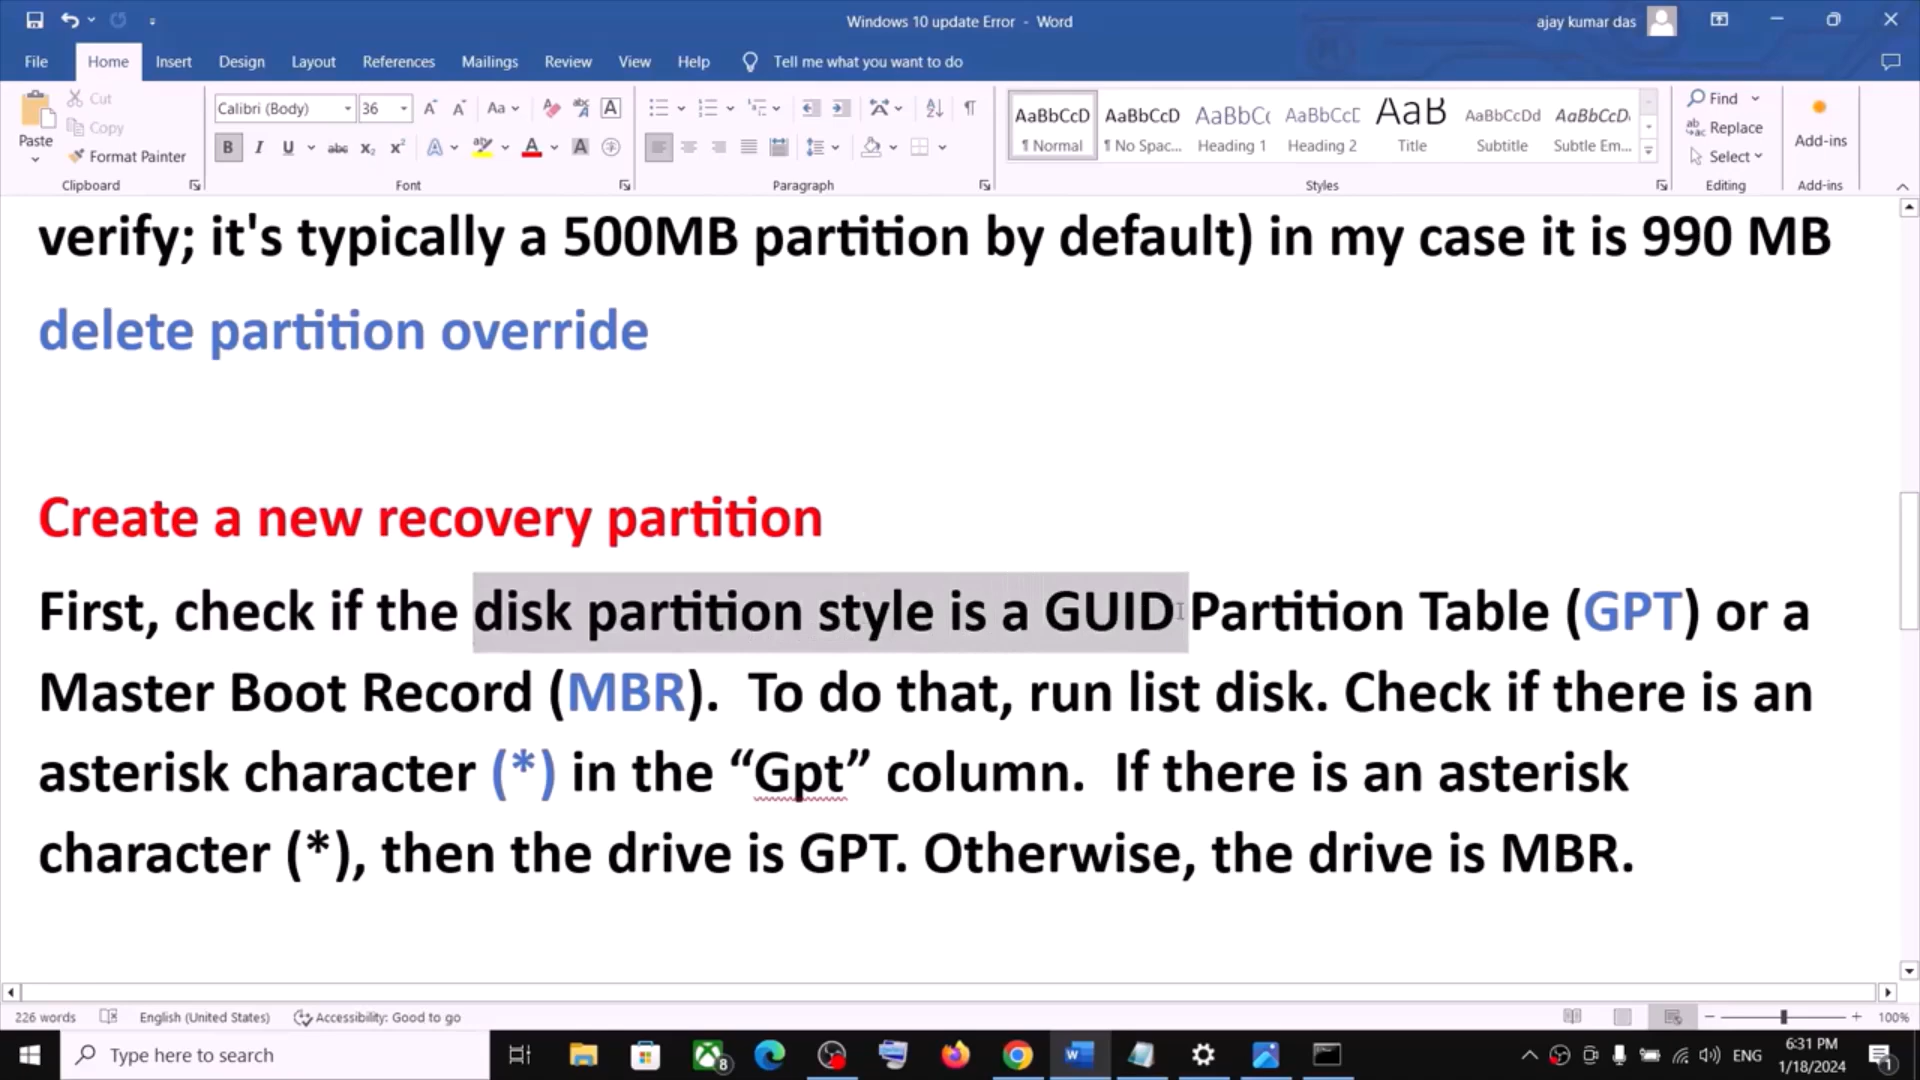 Windows 10 update Error - Word
ajay kumar das
File Home Insert Design Layout References Mailings Review View Help Tell me what you want to do
Paste
Cut
Copy
Format Painter
Clipboard
Calibri (Body) 36
Font
Paragraph
AaBbCcD AaBbCcD AaBbCc AaBbCcE AaB AaBbCcDd AaBbCcD.
¶ Normal ¶ No Spac... Heading 1 Heading 2 Title Subtitle Subtle Em...
Styles
Find
Replace
Select
Editing
Add-ins
Add-ins
verify; it's typically a 500MB partition by default) in my case it is 990 MB
delete partition override
Create a new recovery partition
First, check if the disk partition style is a GUID Partition Table (GPT) or a
Master Boot Record (MBR).  To do that, run list disk. Check if there is an
asterisk character (*) in the “Gpt” column.  If there is an asterisk
character (*), then the drive is GPT. Otherwise, the drive is MBR.
226 words English (United States) Accessibility: Good to go 100%
Type here to search
8
ENG
6:31 PM
1/18/2024
1